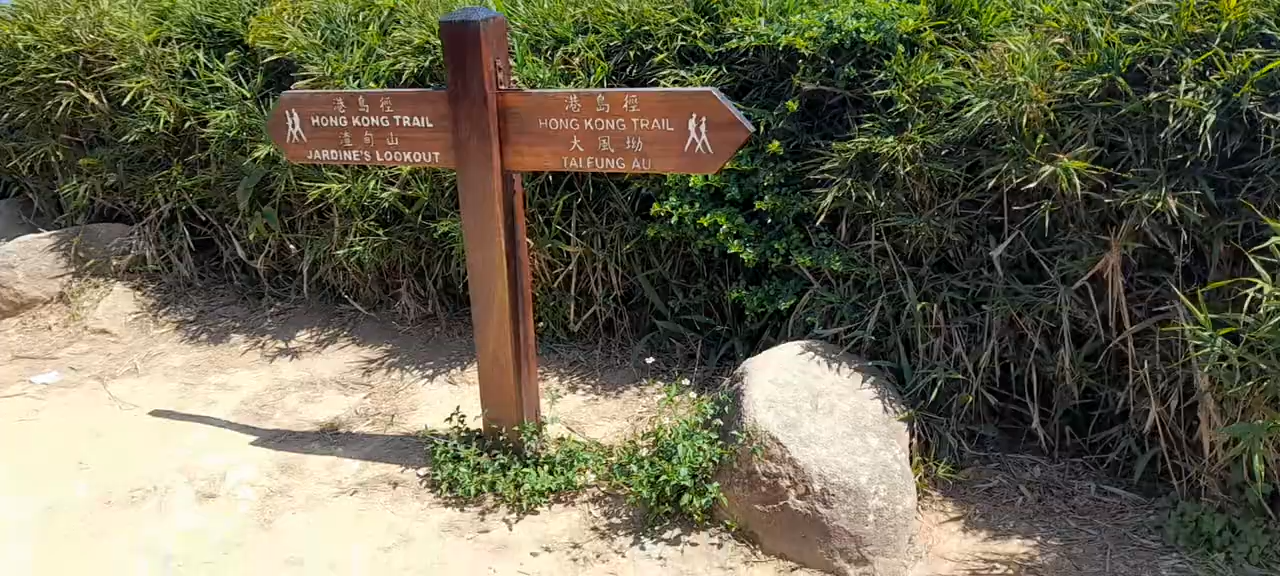 港島徑
HONG KONG TRAIL
渣甸山
JARDINE'S LOOKOUT
港島徑
HONG KONG TRAIL
大風坳
TAI FUNG AU